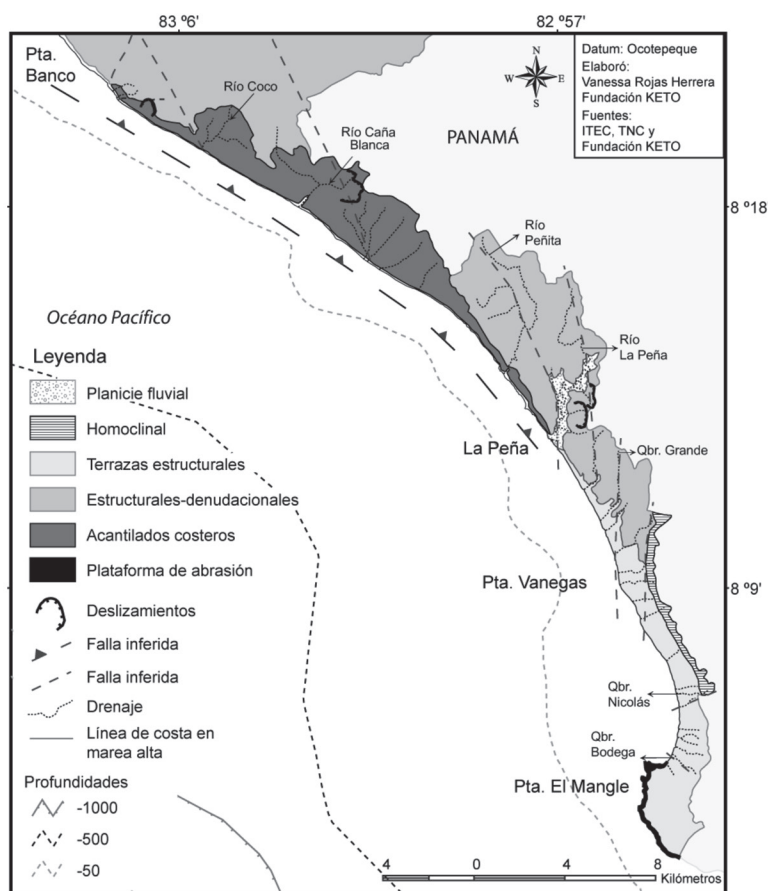 83 º6'
82 º57'
Pta.
Banco
Río Coco
Río Caña
Blanca
N
W
E
S
PANAMÁ
Datum: Ocotepeque
Elaboró:
Vanessa Rojas Herrera
Fundación KETO
Fuentes:
ITEC, TNC y
Fundación KETO
8 º18
Río
Peñita
Océano Pacífico
Río
La Peña
La Peña
Qbr. Grande
Pta. Vanegas
8 º9'
Qbr.
Nicolás
Qbr.
Bodega
Pta. El Mangle
Leyenda
Planicie fluvial
Homoclinal
Terrazas estructurales
Estructurales-denudacionales
Acantilados costeros
Plataforma de abrasión
Deslizamientos
Falla inferida
Falla inferida
Drenaje
Línea de costa en
marea alta
Profundidades
-1000
-500
-50
4 0 4 8
Kilómetros